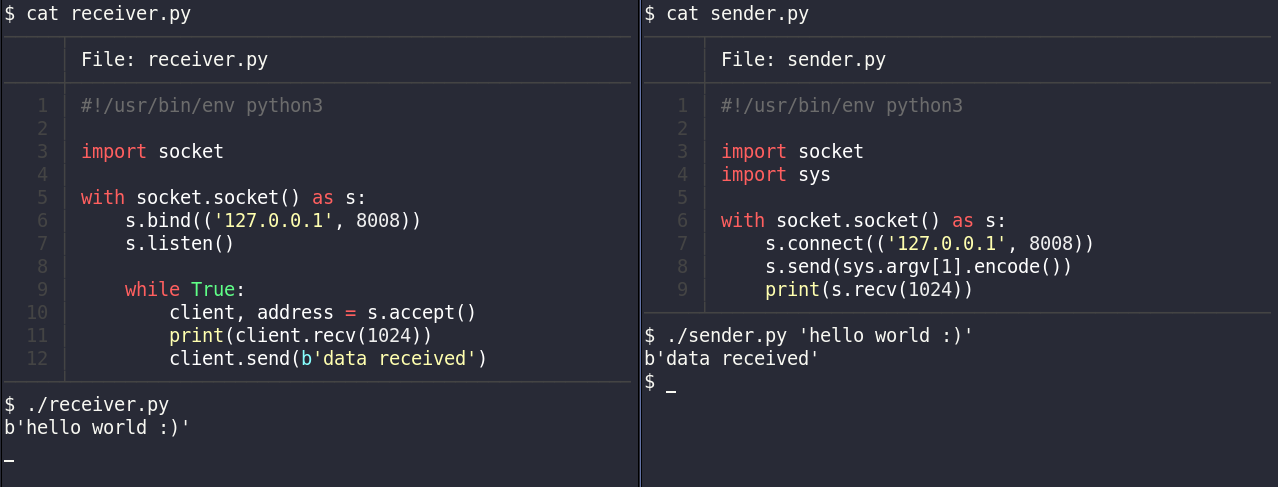 $ cat receiver.py
File: receiver.py
1 #!/usr/bin/env python3
2
3 import socket
4
5 with socket.socket() as s:
6     s.bind(('127.0.0.1', 8008))
7     s.listen()
8
9     while True:
10         client, address = s.accept()
11         print(client.recv(1024))
12         client.send(b'data received')
$ ./receiver.py
b'hello world :)'
$ cat sender.py
File: sender.py
1 #!/usr/bin/env python3
2
3 import socket
4 import sys
5
6 with socket.socket() as s:
7     s.connect(('127.0.0.1', 8008))
8     s.send(sys.argv[1].encode())
9     print(s.recv(1024))
$ ./sender.py 'hello world :)'
b'data received'
$